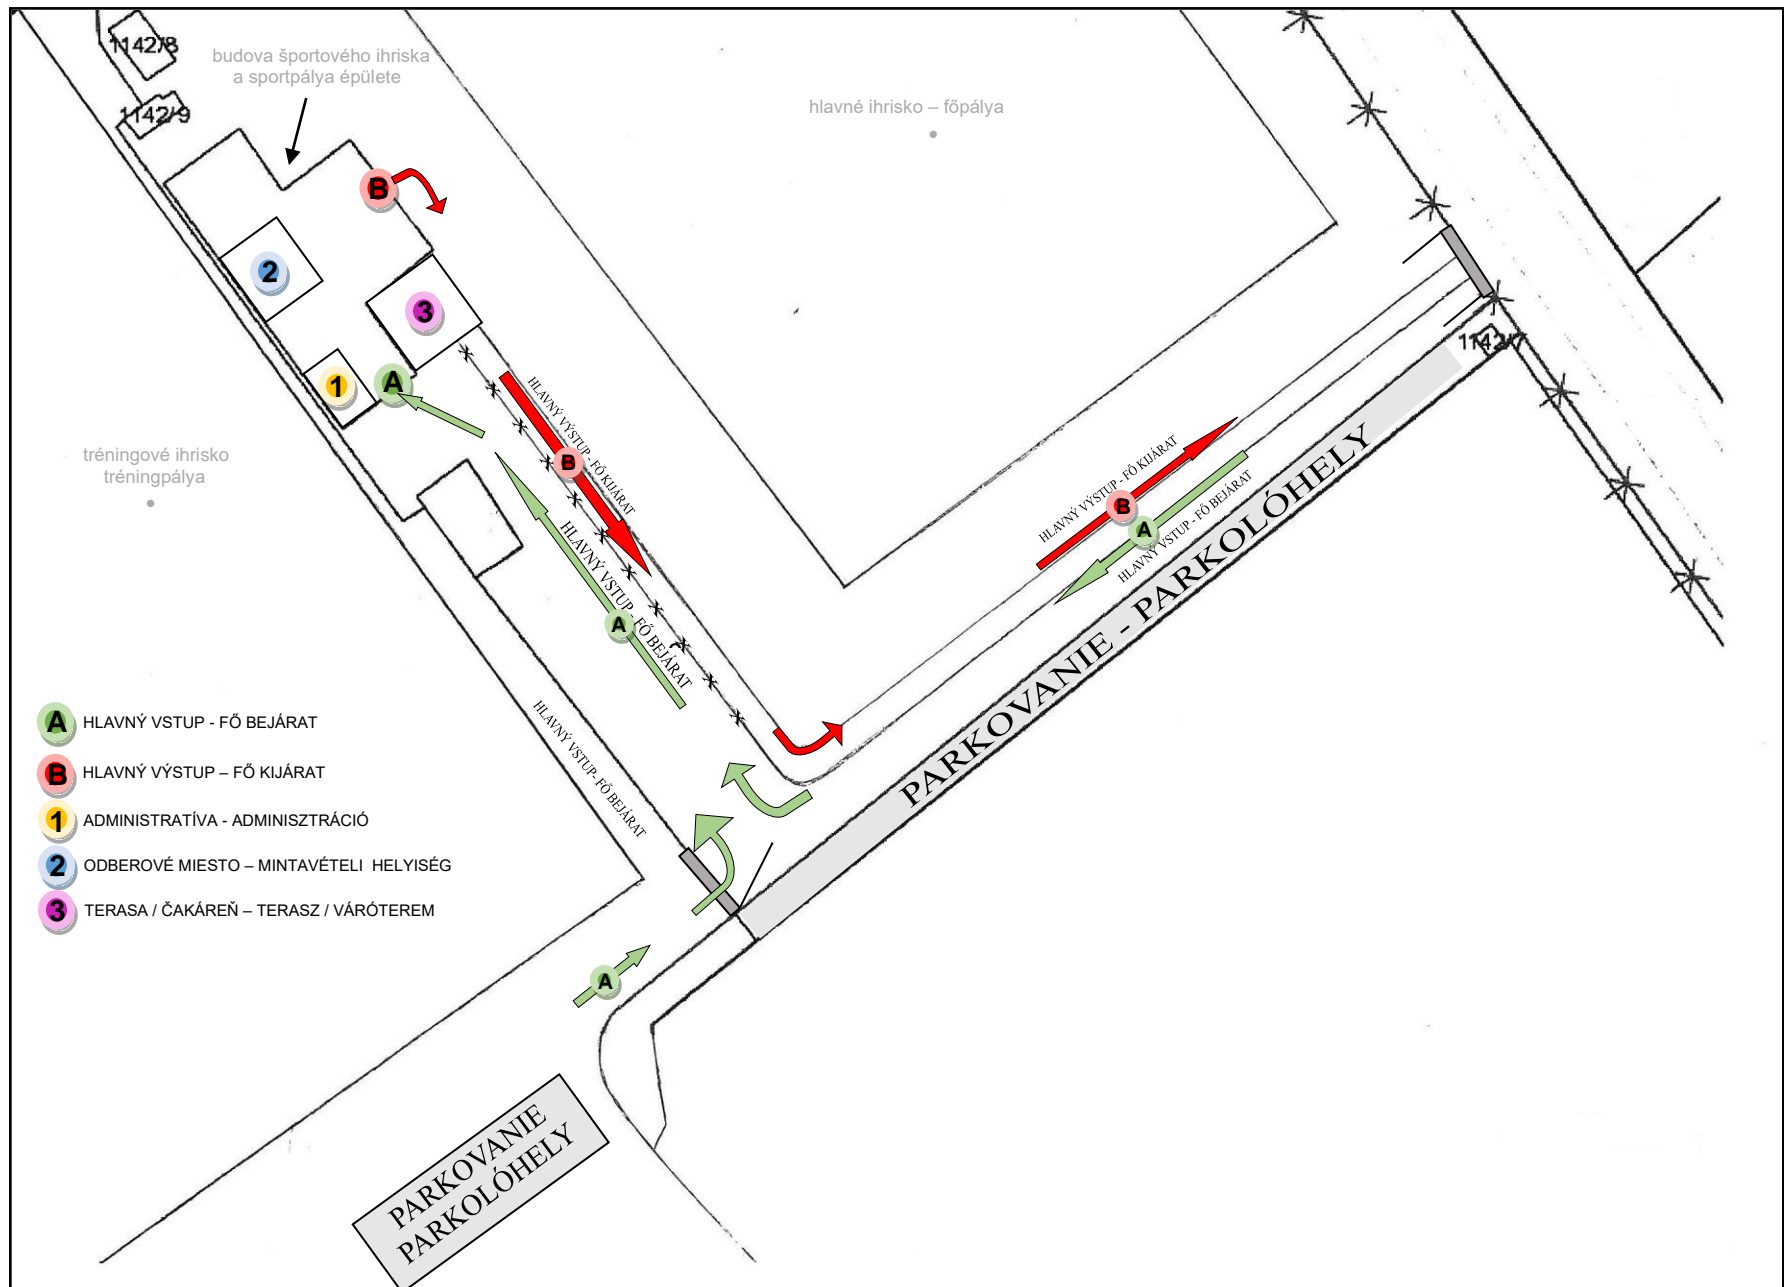 1142/8
budova športového ihriska
a sportpálya épülete
1142/9
hlavné ihrisko – főpálya
B
2
3
1142/7
1
A
HLAVNÝ VÝSTUP - FŐ KIJÁRAT
B
tréningové ihrisko
tréningpálya
HLAVNÝ VÝSTUP - FŐ KIJÁRAT
B
A
HLAVNÝ VSTUP - FŐ BEJÁRAT
PARKOVANIE - PARKOLÓHELY
HLAVNÝ VSTUP - FŐ BEJÁRAT
A
HLAVNÝ VSTUP- FŐ BEJÁRAT
A HLAVNÝ VSTUP - FŐ BEJÁRAT
B HLAVNÝ VÝSTUP – FŐ KIJÁRAT
1 ADMINISTRATÍVA - ADMINISZTRÁCIÓ
2 ODBEROVÉ MIESTO – MINTAVÉTELI HELYISÉG
3 TERASA / ČAKÁREŇ – TERASZ / VÁRÓTEREM
A
PARKOVANIE
PARKOLÓHELY